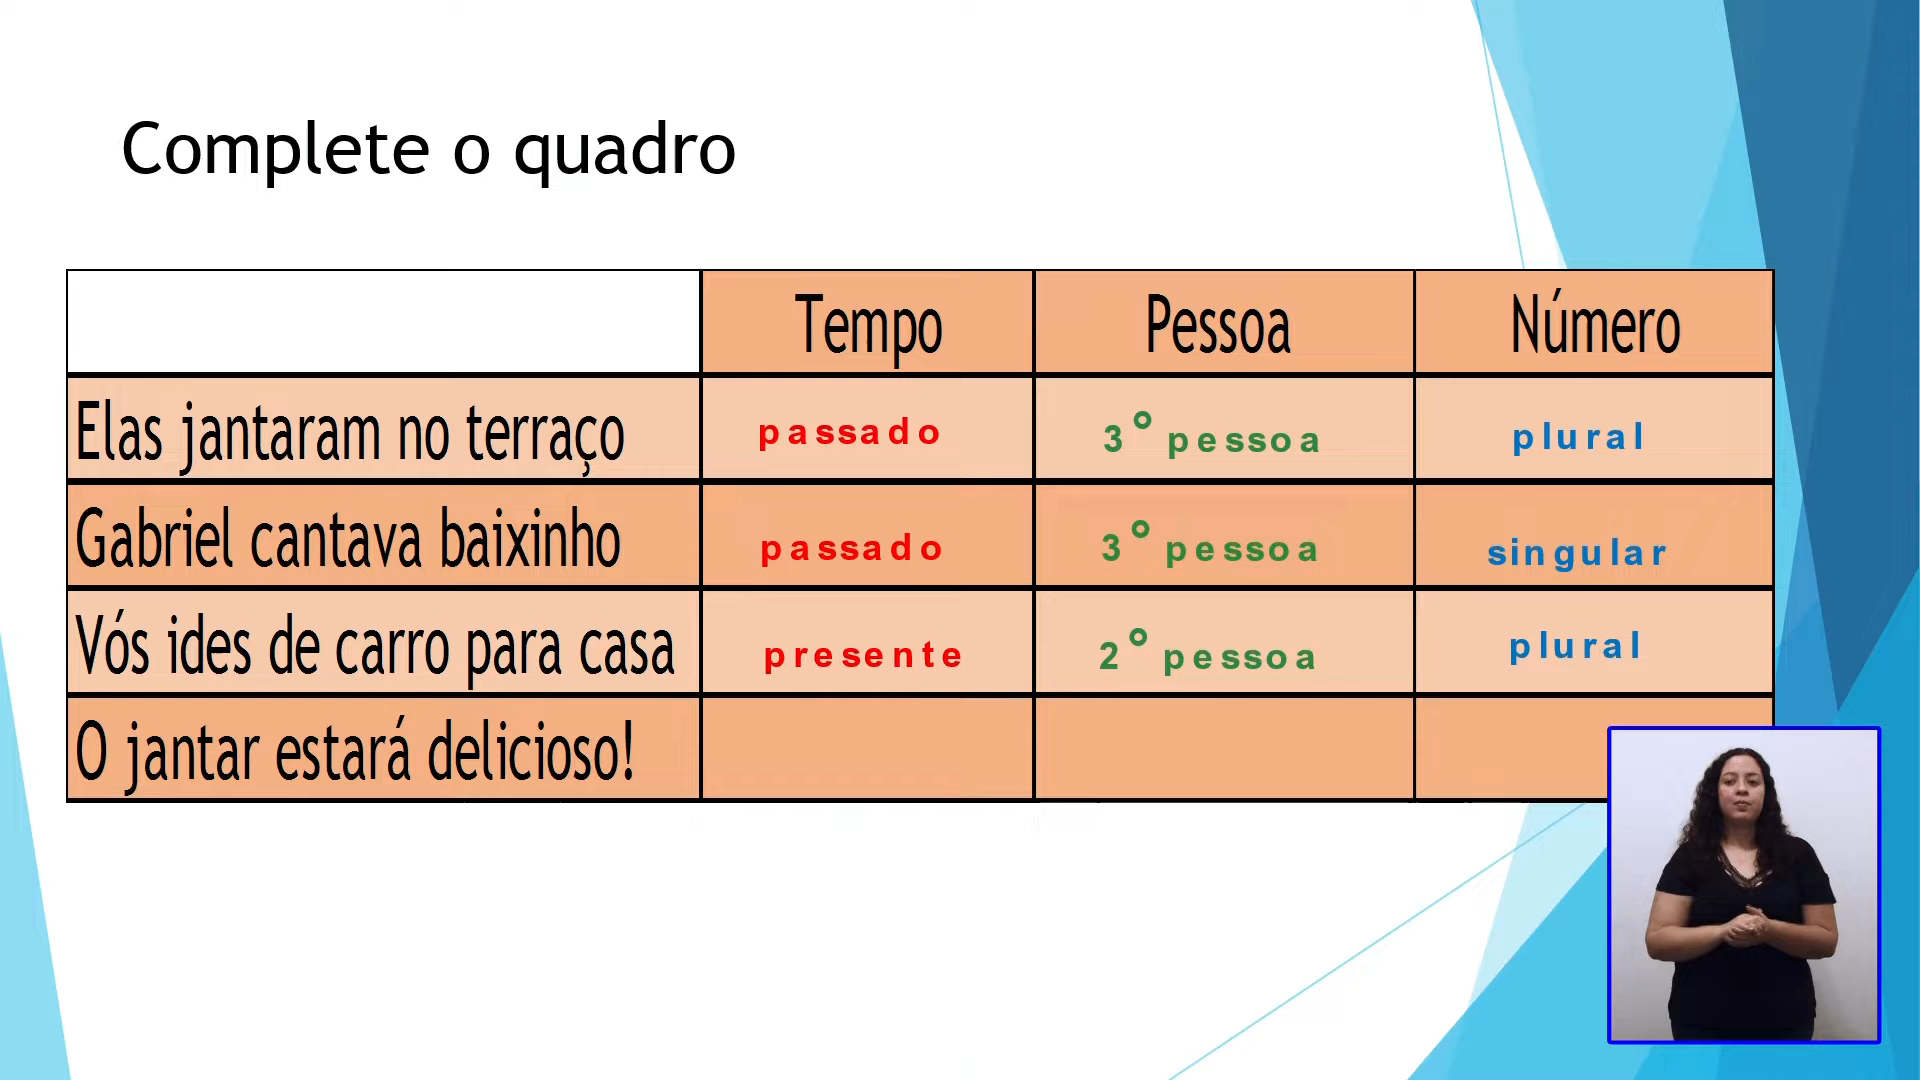 Complete o quadro
Tempo Pessoa Número
Elas jantaram no terraço passado 3° pessoa plural
Gabriel cantava baixinho passado 3° pessoa singular
Vós ides de carro para casa presente 2° pessoa plural
O jantar estará delicioso!